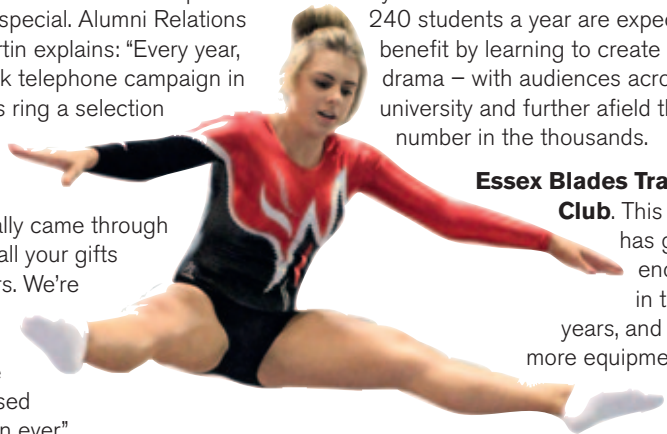 special. Alumni Relations
rtin explains: “Every year,
k telephone campaign in
s ring a selection
ally came through
all your gifts
rs. We’re
sed
n ever”
240 students a year are expec
benefit by learning to create
drama – with audiences acro
university and further afield th
number in the thousands.
Essex Blades Tra
Club. This
has g
enc
in t
years, and
more equipme